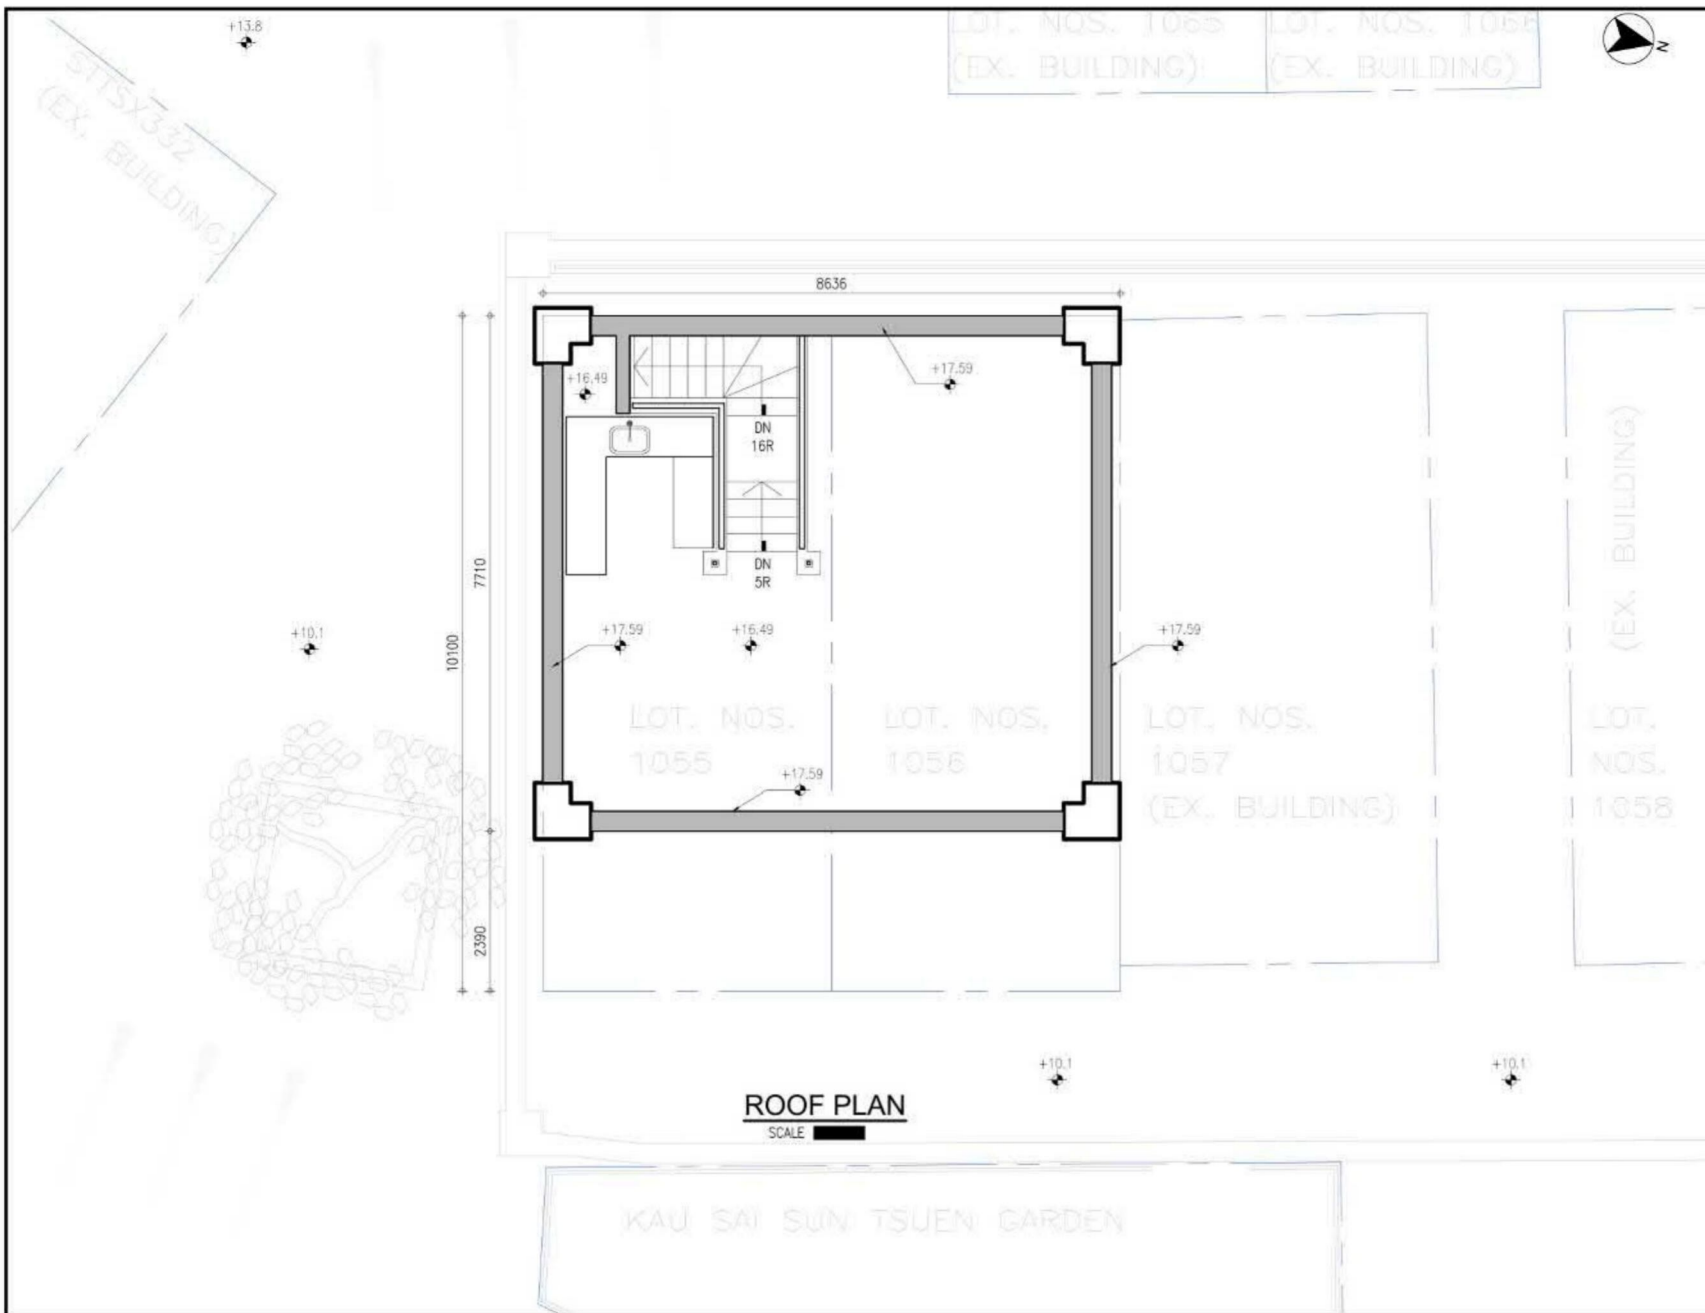 +13.8
LOT. NOS. 1065
(EX. BUILDING)
LOT. NOS. 1066
(EX. BUILDING)
N
STTSX332
(EX. BUILDING)
8636
+16.49
+17.59
DN
16R
DN
5R
(EX. BUILDING)
7710
10100
+10.1
+17.59
+16.49
+17.59
LOT. NOS.
1055
LOT. NOS.
1056
LOT. NOS.
1057
(EX. BUILDING)
LOT.
NOS.
1058
+17.59
2390
+10.1
+10.1
ROOF PLAN
SCALE
KAU SAI SUN TSUEN GARDEN